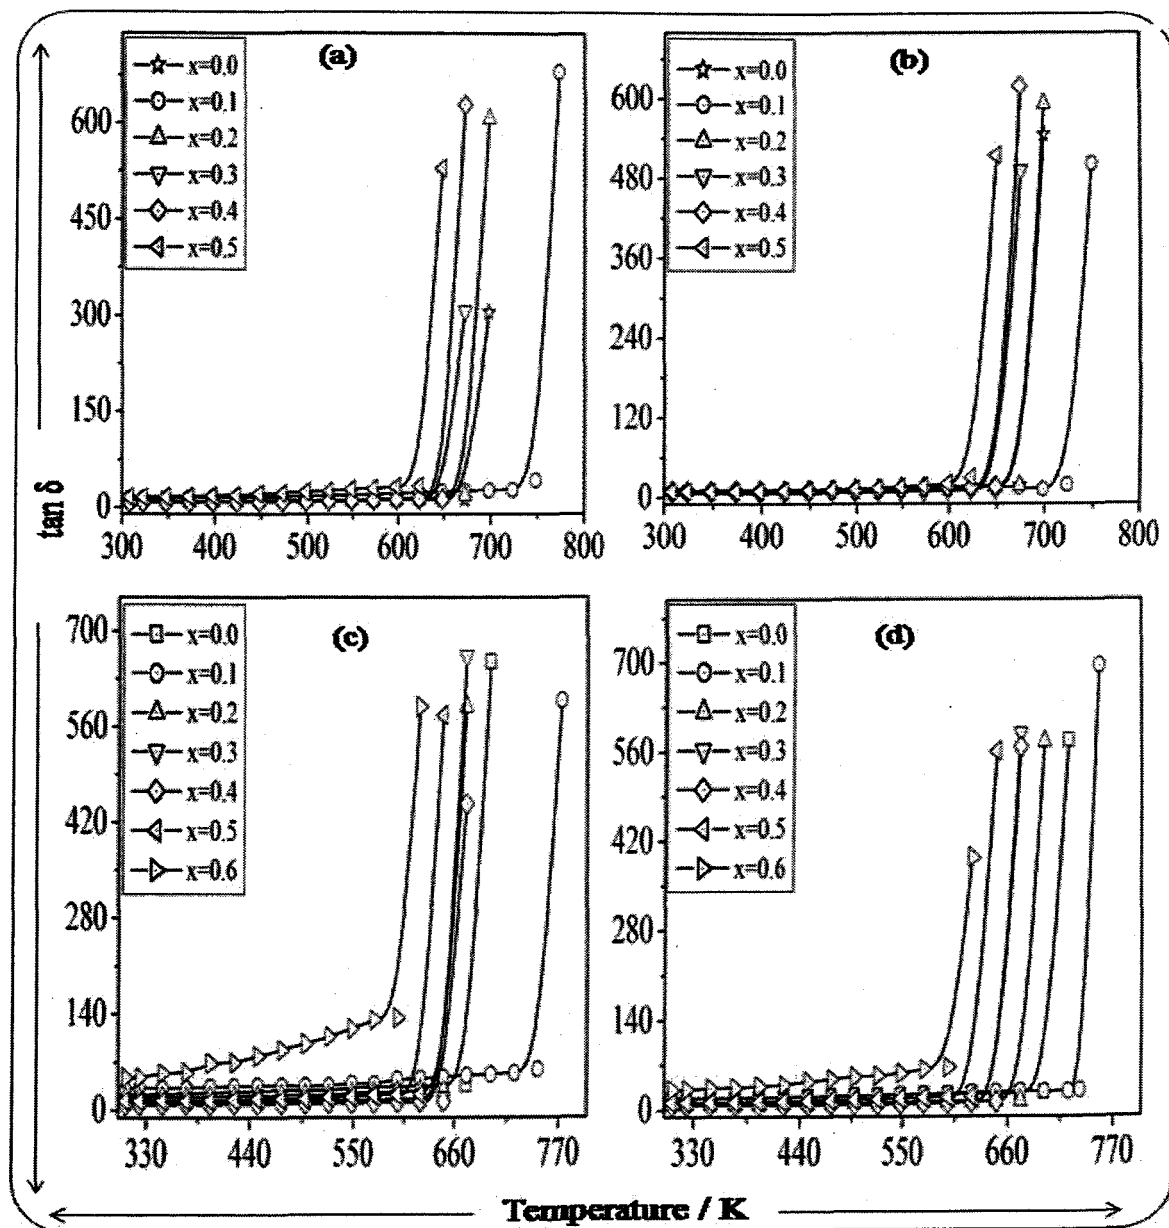 (a)
x=0.0
x=0.1
x=0.2
x=0.3
x=0.4
x=0.5
600
450
300
150
0
300 400 500 600 700 800
(b)
x=0.0
x=0.1
x=0.2
x=0.3
x=0.4
x=0.5
600
480
360
240
120
0
300 400 500 600 700 800
tan δ
(c)
x=0.0
x=0.1
x=0.2
x=0.3
x=0.4
x=0.5
x=0.6
700
560
420
280
140
0
330 440 550 660 770
(d)
x=0.0
x=0.1
x=0.2
x=0.3
x=0.4
x=0.5
x=0.6
700
560
420
280
140
0
330 440 550 660 770
Temperature / K